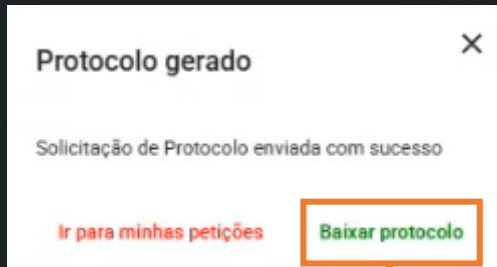 Protocolo gerado
Solicitação de Protocolo enviada com sucesso
Ir para minhas petições
Baixar protocolo